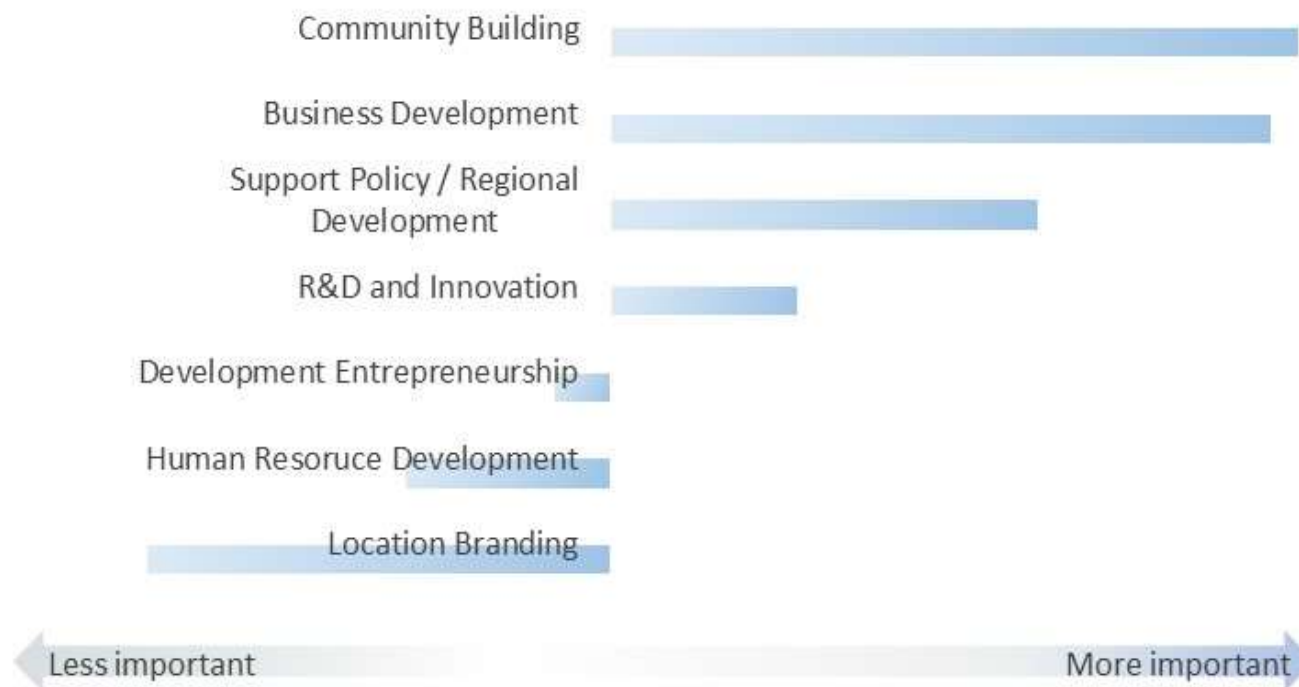 Community Building
Business Development
Support Policy / Regional
Development
R&D and Innovation
Development Entrepreneurship
Human Resoruce Development
Location Branding
Less important
More important